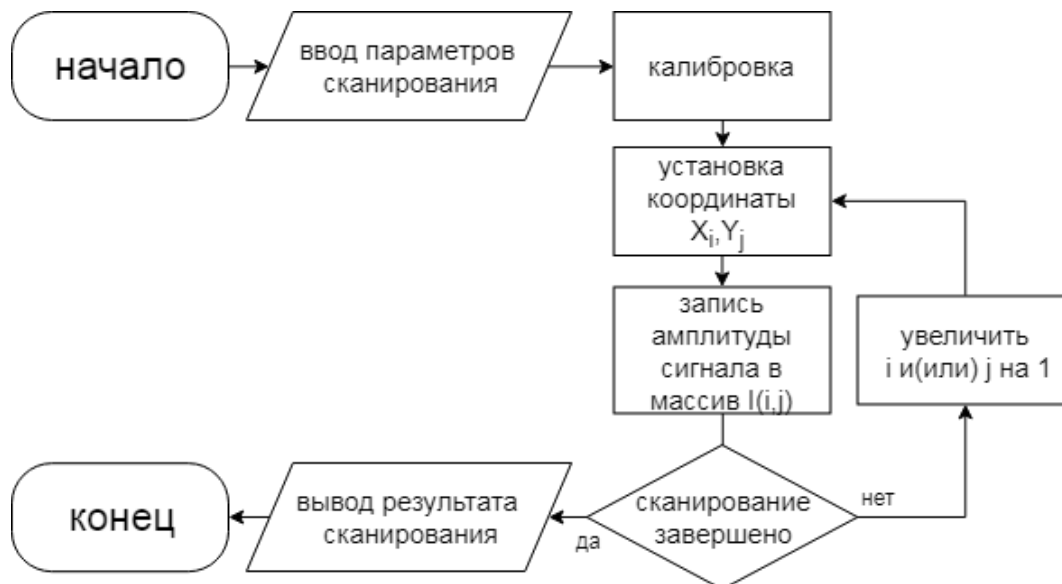 начало
ввод параметров
сканирования
калибровка
установка
координаты
Xi,Yj
запись
амплитуды
сигнала в
массив I(i,j)
увеличить
i и(или) j на 1
сканирование
завершено
нет
да
вывод результата
сканирования
конец